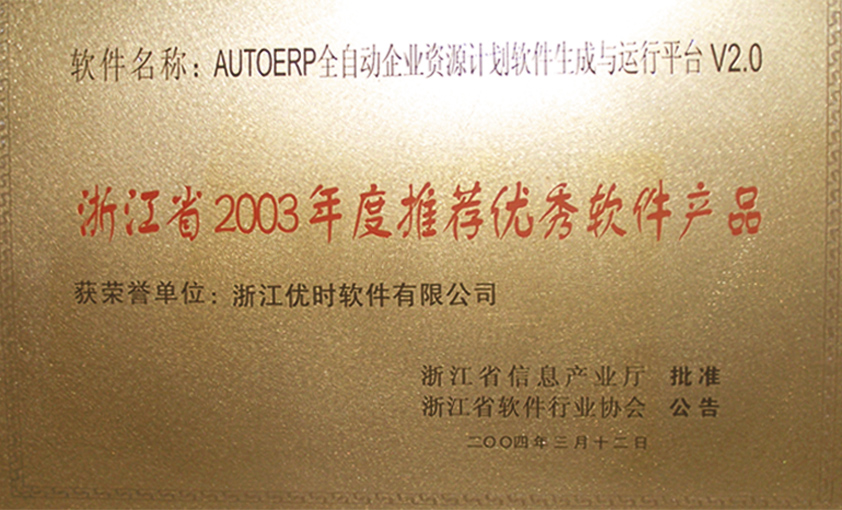 软件名称：AUTOERP全自动企业资源计划软件生成与运行平台 V2.0
浙江省2003年度推荐优秀软件产品
获荣誉单位：浙江优时软件有限公司
浙江省信息产业厅 批准
浙江省软件行业协会 公告
二〇〇四年三月十二日